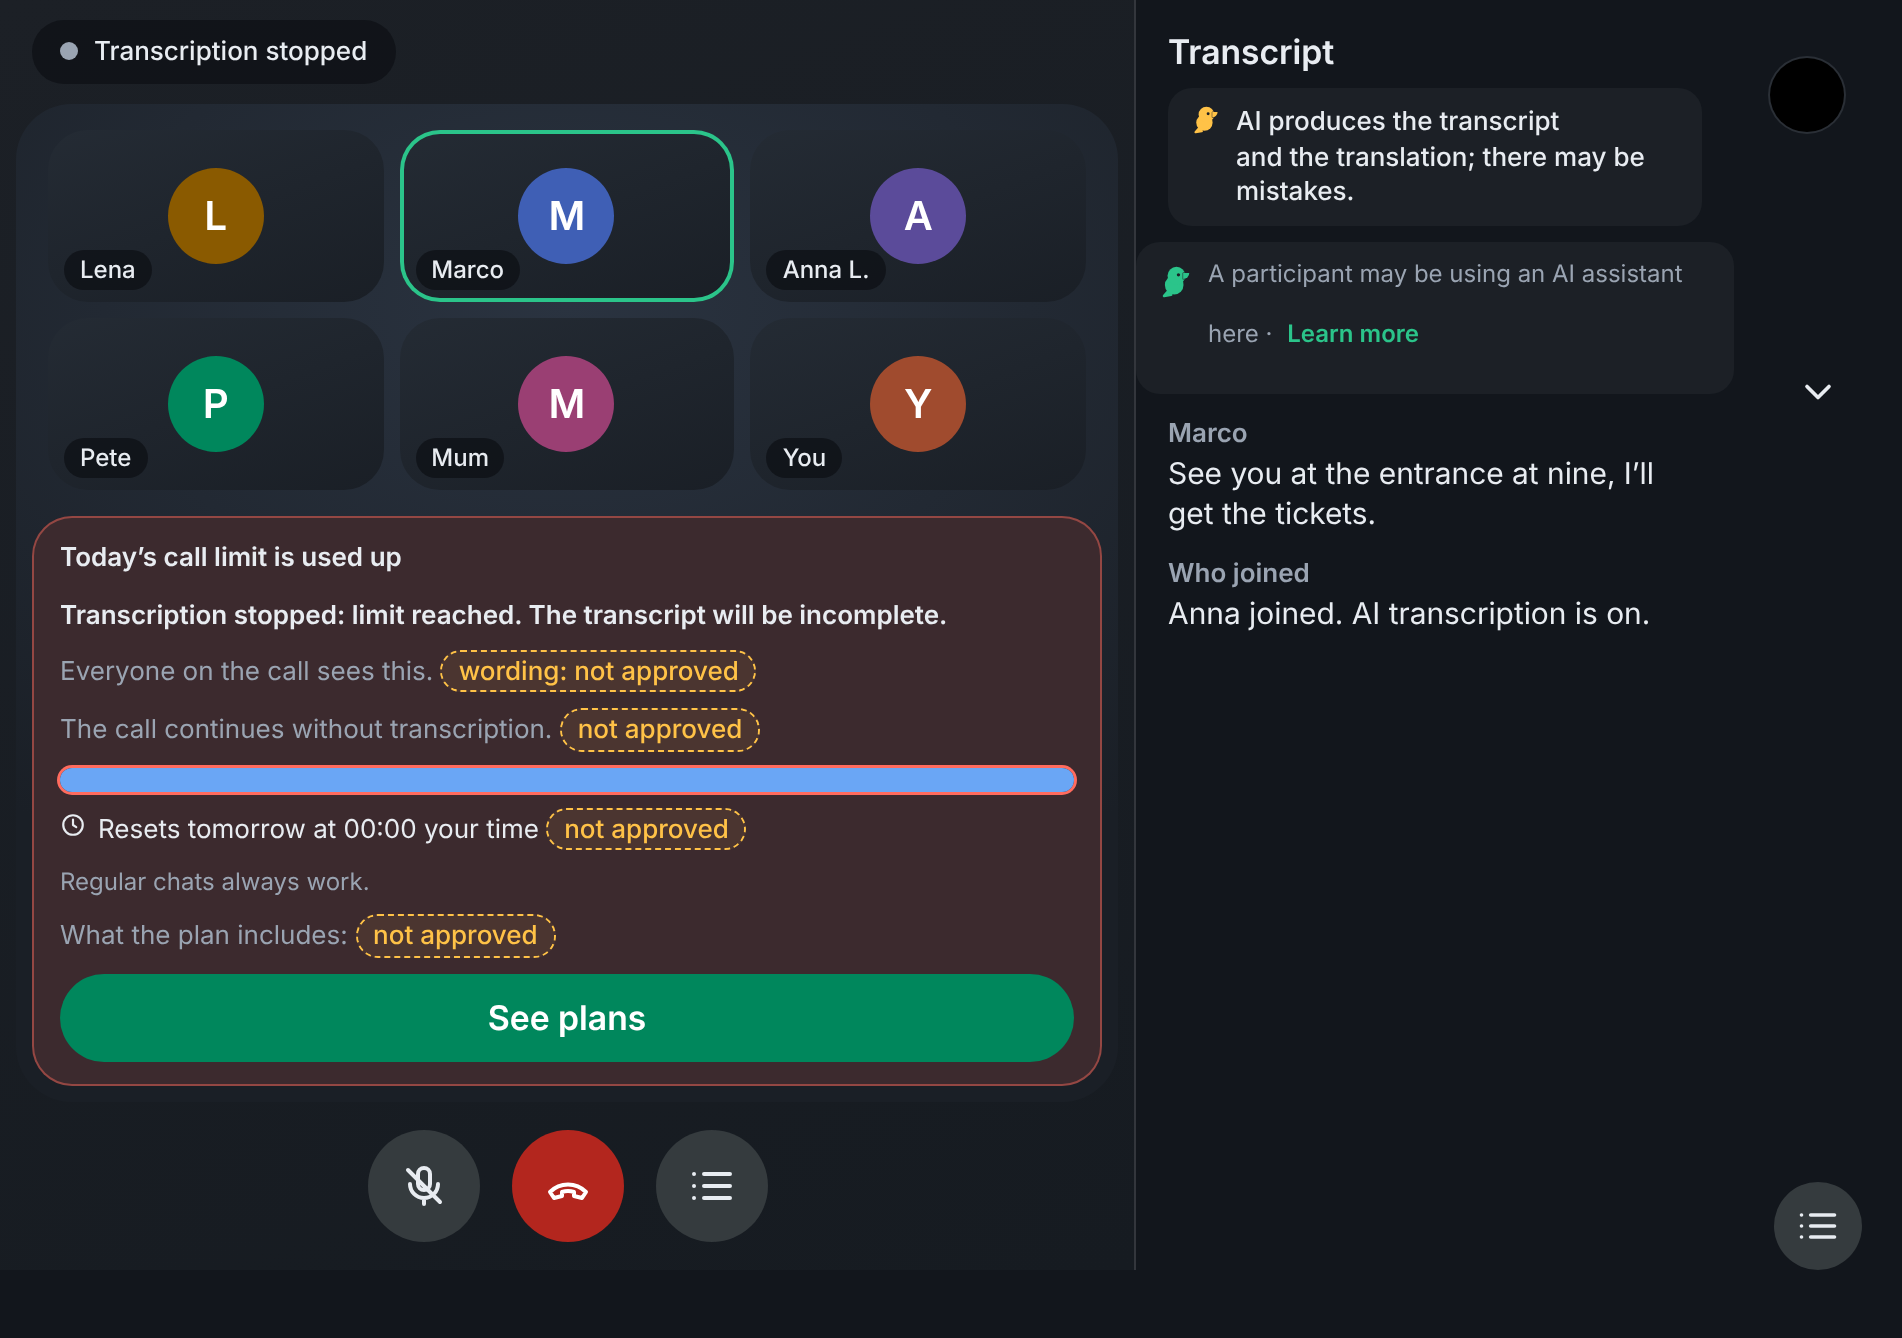 Transcription stopped
L
Lena
M
Marco
A
Anna L.
P
Pete
M
Mum
Y
You
Today’s call limit is used up
Transcription stopped: limit reached. The transcript will be incomplete.
Everyone on the call sees this. wording: not approved
The call continues without transcription. not approved
Resets tomorrow at 00:00 your time not approved
Regular chats always work.
What the plan includes: not approved
See plans
Transcript
AI produces the transcript
and the translation; there may be
mistakes.
A participant may be using an AI assistant
here · Learn more
Marco
See you at the entrance at nine, I’ll
get the tickets.
Who joined
Anna joined. AI transcription is on.